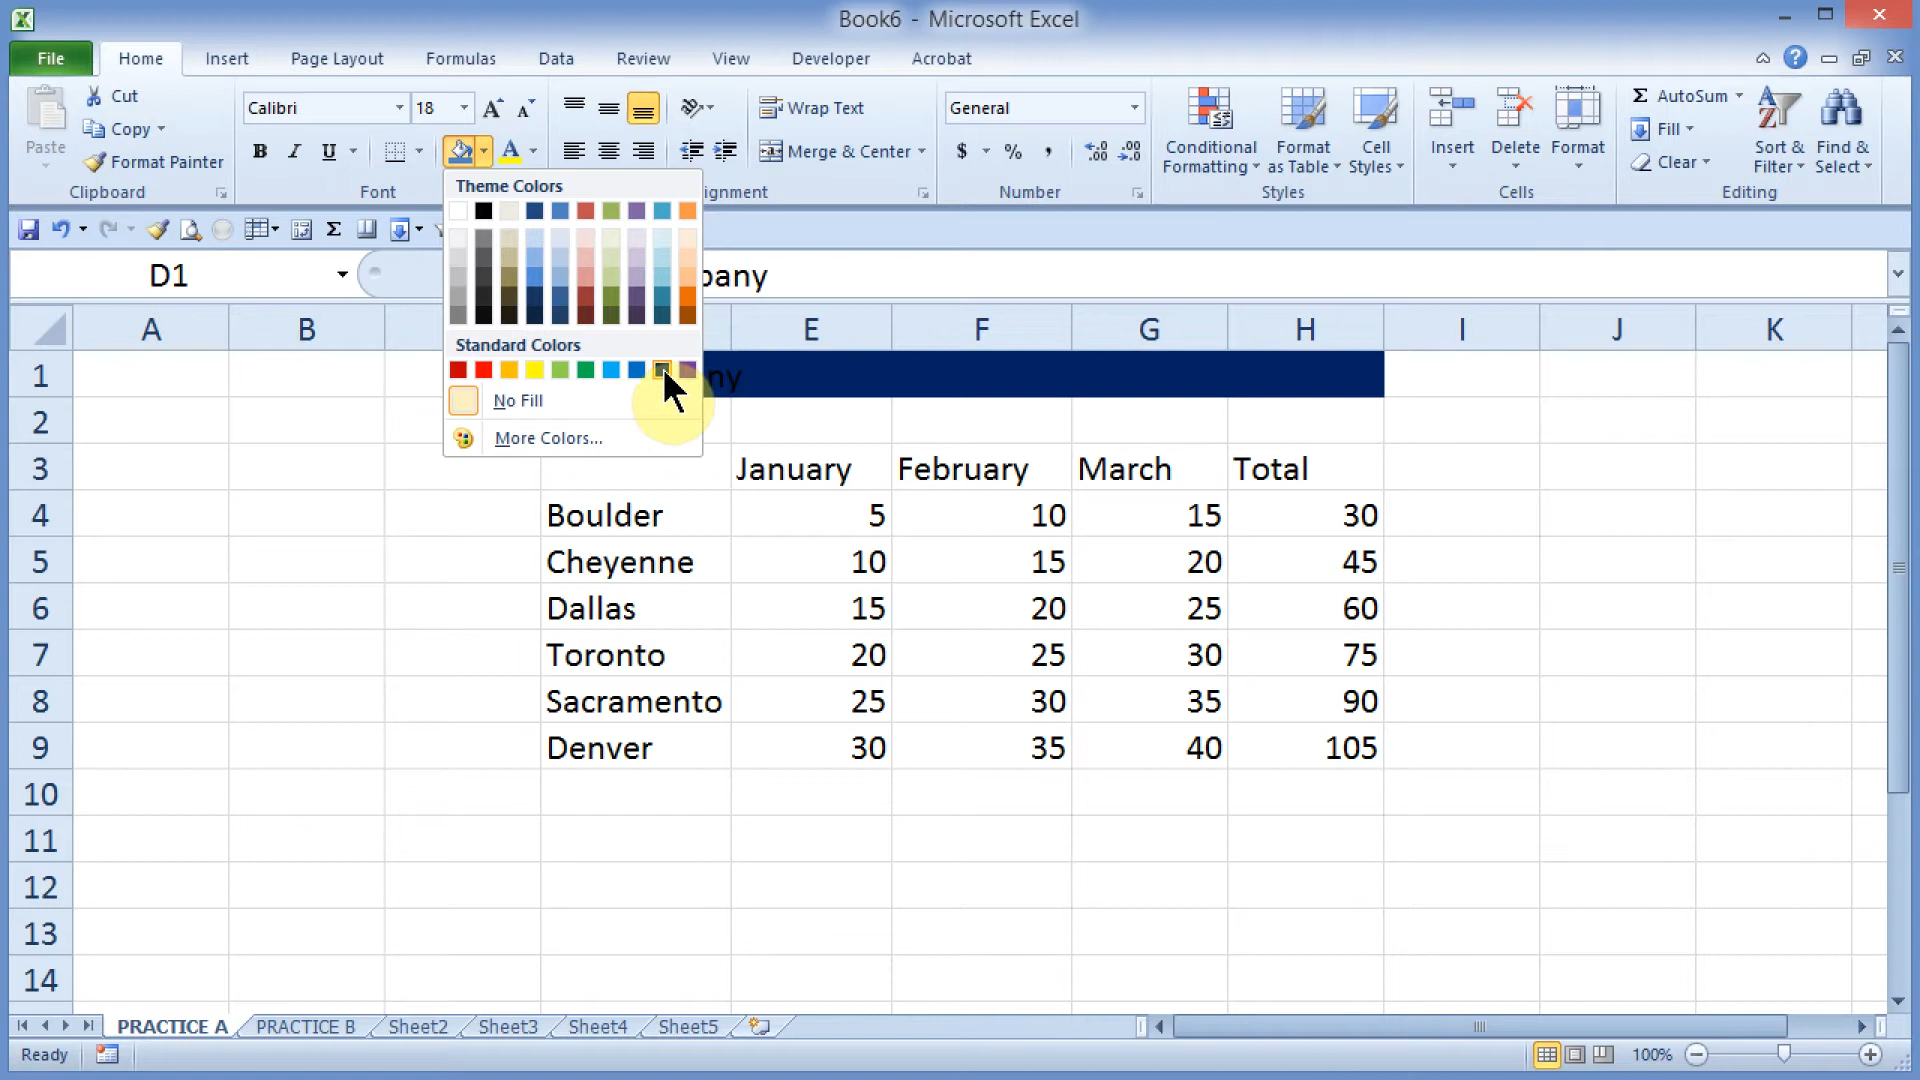 Book6 - Microsoft Excel
File Home Insert Page Layout Formulas Data Review View Developer Acrobat
Paste Cut Copy Format Painter Clipboard
Calibri 18 B I U A Font
Wrap Text Merge & Center
General $ % , Number
Conditional Formatting Format as Table Cell Styles Styles
Insert Delete Format Cells
Σ AutoSum Fill Clear Sort & Filter Find & Select Editing
Theme Colors
Standard Colors
No Fill
More Colors...
D1
A B E F G H I J K
1
2
3 January February March Total
4 Boulder 5 10 15 30
5 Cheyenne 10 15 20 45
6 Dallas 15 20 25 60
7 Toronto 20 25 30 75
8 Sacramento 25 30 35 90
9 Denver 30 35 40 105
10
11
12
13
14
PRACTICE A PRACTICE B Sheet2 Sheet3 Sheet4 Sheet5
Ready 100%